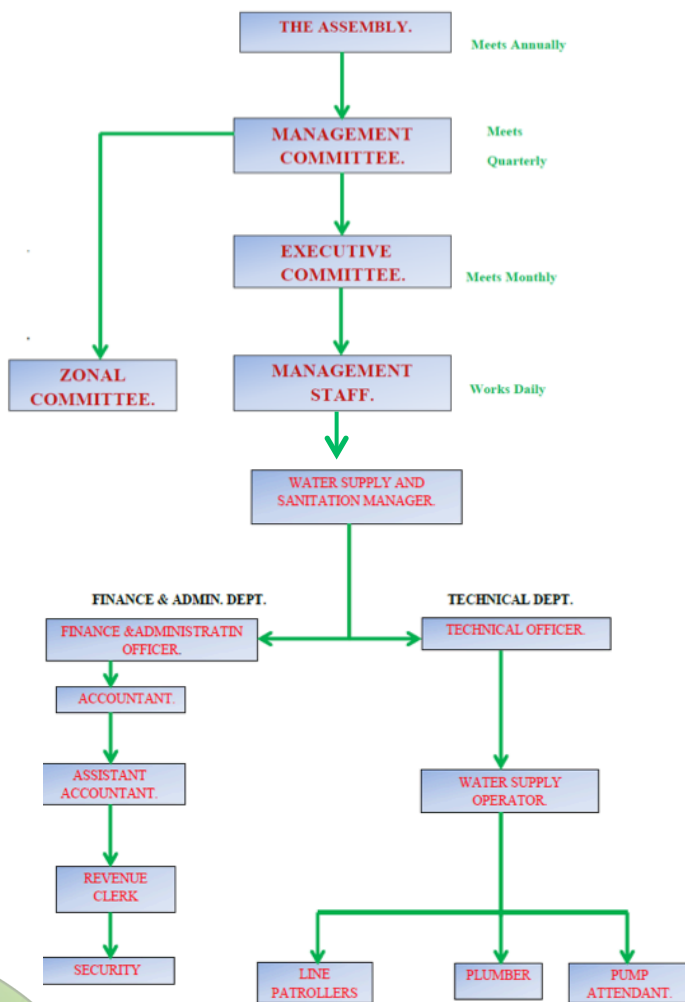 THE ASSEMBLY.
Meets Annually
MANAGEMENT
COMMITTEE.
Meets
Quarterly
EXECUTIVE
COMMITTEE.
Meets Monthly
ZONAL
COMMITTEE.
MANAGEMENT
STAFF.
Works Daily
WATER SUPPLY AND
SANITATION MANAGER.
FINANCE & ADMIN. DEPT.
TECHNICAL DEPT.
FINANCE &ADMINISTRATIN
OFFICER.
TECHNICAL OFFICER.
ACCOUNTANT.
ASSISTANT
ACCOUNTANT.
WATER SUPPLY
OPERATOR.
REVENUE
CLERK
SECURITY
LINE
PATROLLERS
PLUMBER
PUMP
ATTENDANT.